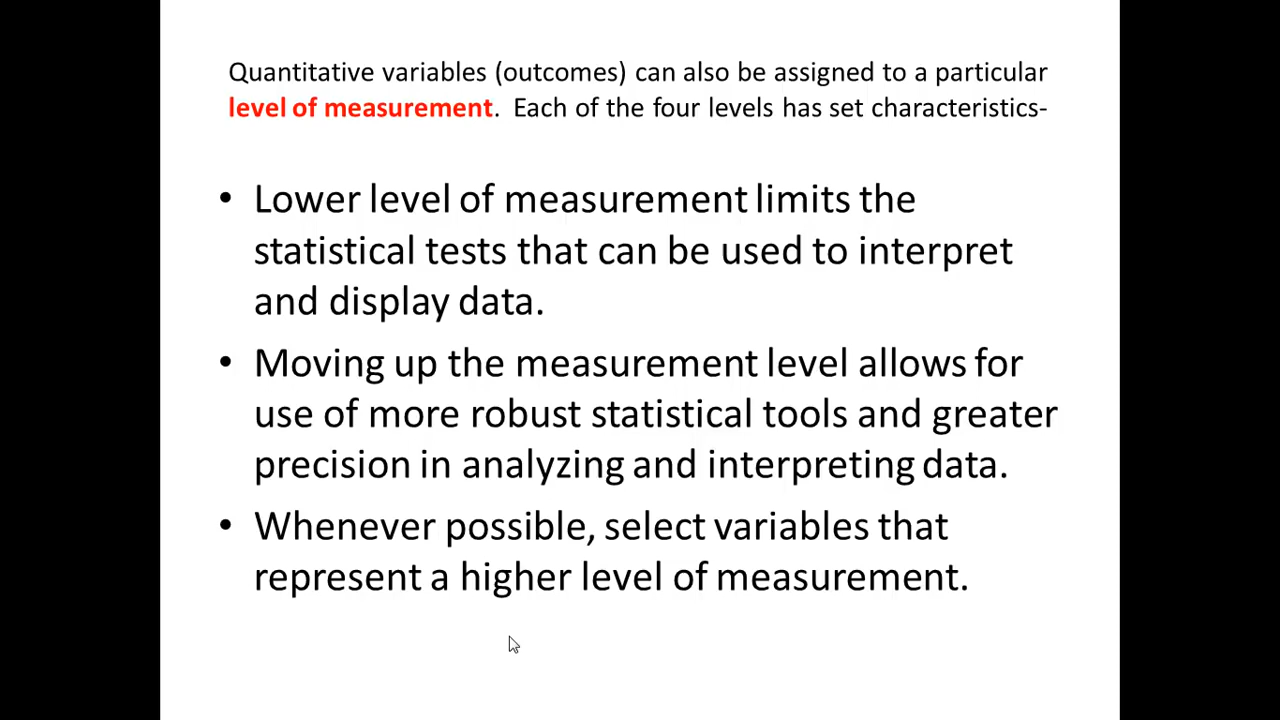 Quantitative variables (outcomes) can also be assigned to a particular
level of measurement.  Each of the four levels has set characteristics-
• Lower level of measurement limits the
statistical tests that can be used to interpret
and display data.
• Moving up the measurement level allows for
use of more robust statistical tools and greater
precision in analyzing and interpreting data.
• Whenever possible, select variables that
represent a higher level of measurement.